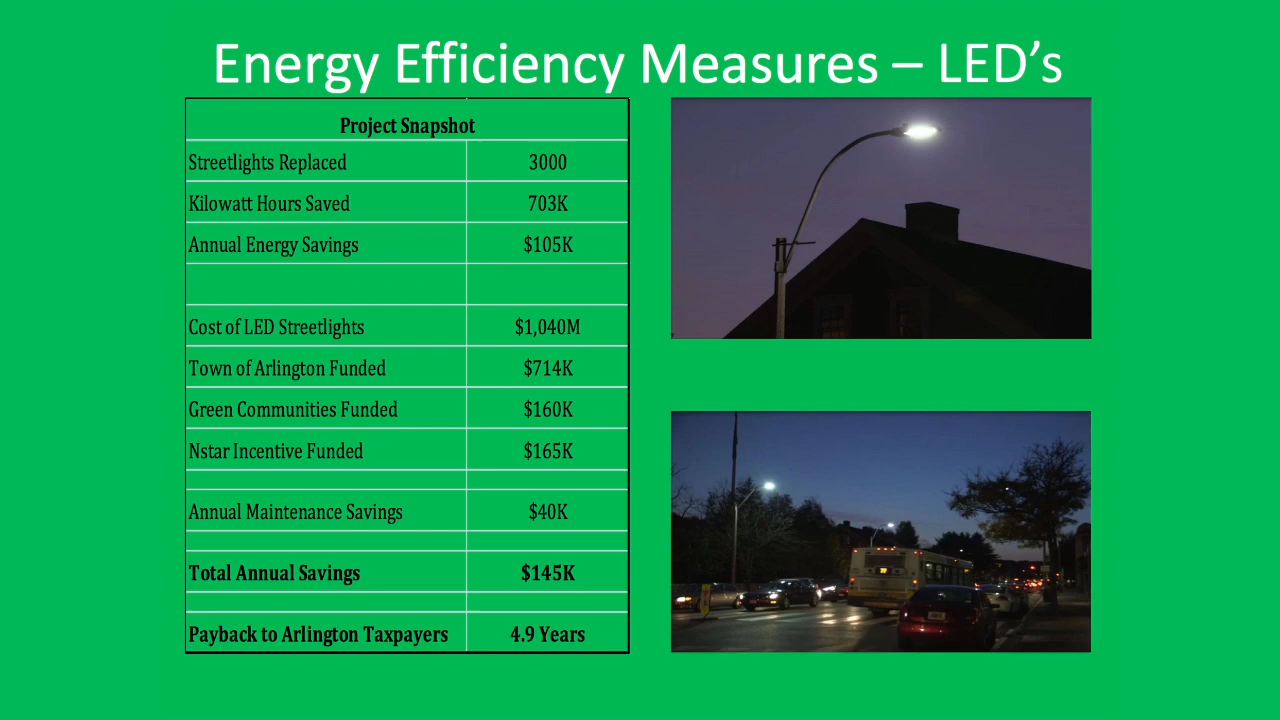 Energy Efficiency Measures – LED’s
Project Snapshot
Streetlights Replaced 3000
Kilowatt Hours Saved 703K
Annual Energy Savings $105K
Cost of LED Streetlights $1,040M
Town of Arlington Funded $714K
Green Communities Funded $160K
Nstar Incentive Funded $165K
Annual Maintenance Savings $40K
Total Annual Savings $145K
Payback to Arlington Taxpayers 4.9 Years